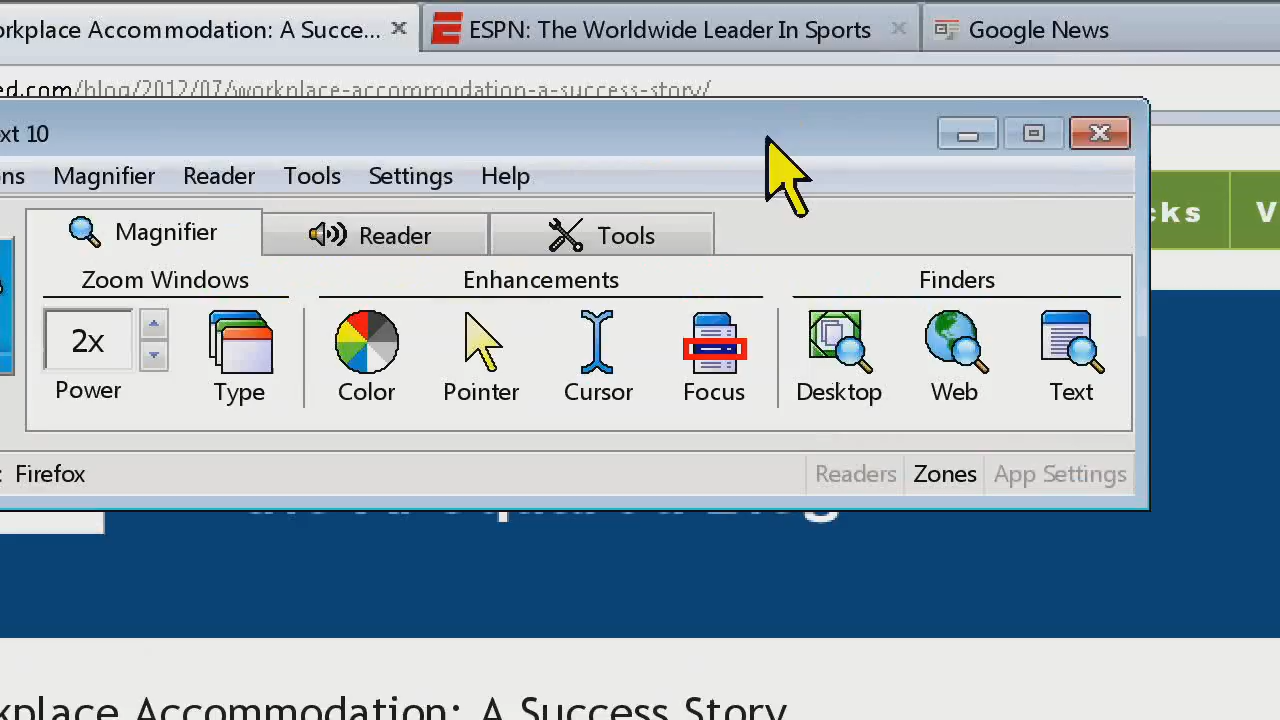 orkplace Accommodation: A Succe... ESPN: The Worldwide Leader In Sports Google News
ed.com/blog/2012/07/workplace-accommodation-a-success-story/
xt 10
ns Magnifier Reader Tools Settings Help
cks V
Magnifier Reader Tools
Zoom Windows Enhancements Finders
2x
Power Type Color Pointer Cursor Focus Desktop Web Text
: Firefox Readers Zones App Settings
kplace Accommodation: A Success Story